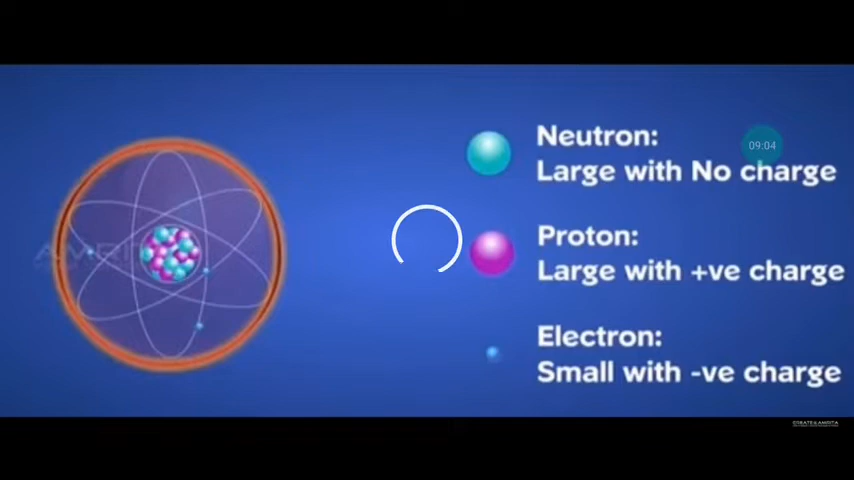 Neutron:
09:04
Large with No charge
Proton:
Large with +ve charge
Electron:
Small with -ve charge